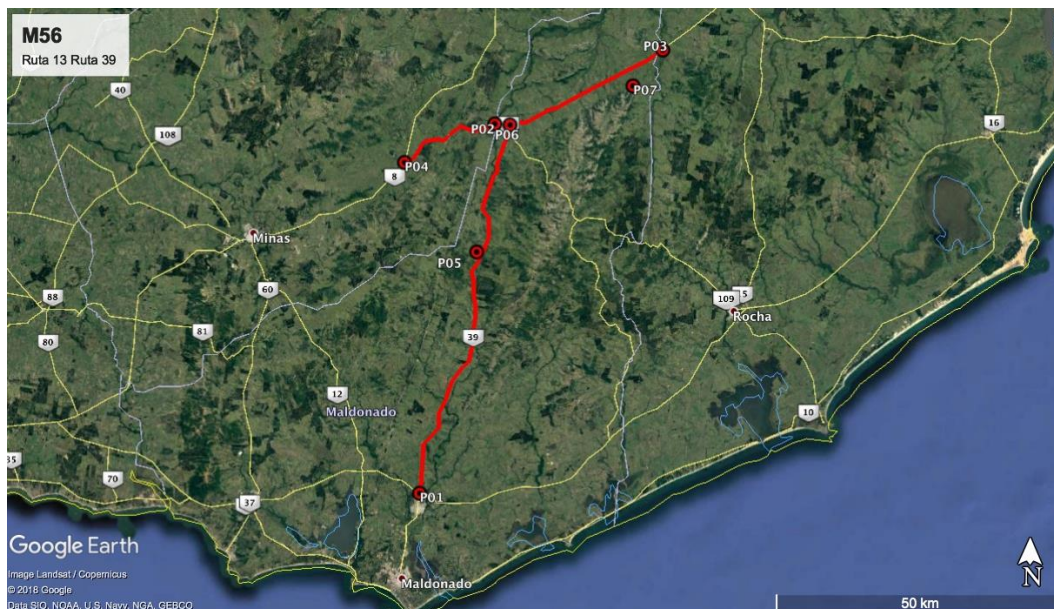 M56
Ruta 13 Ruta 39
P03
40
P07
108
P02
P06
16
P04
8
Minas
P05
60
109
5
88
Rocha
81
80
39
12
Maldonado
10
35
70
P01
37
Google Earth
Maldonado
N
Image Landsat / Copernicus
© 2018 Google
50 km
Data SIO, NOAA, U.S. Navy, NGA, GEBCO